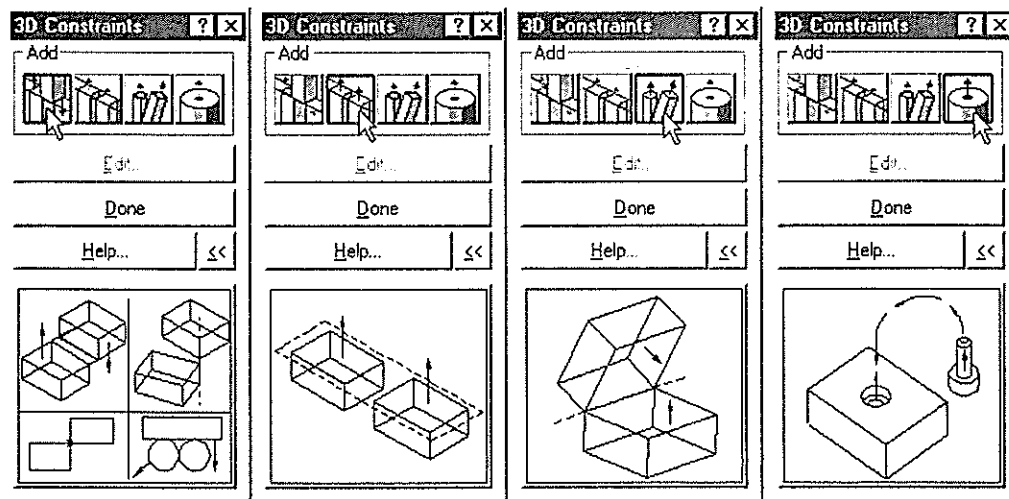 3D Constraints ? X
Add
Edit...
Done
Help... <<
3D Constraints ? X
Add
Edit...
Done
Help... <<
3D Constraints ? X
Add
Edit...
Done
Help... <<
3D Constraints ? X
Add
Edit...
Done
Help... <<